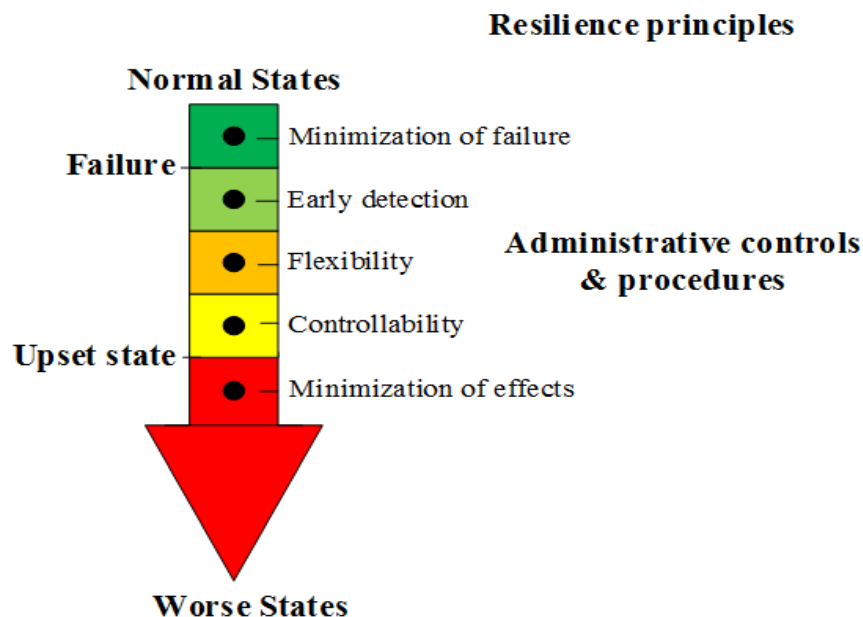 Resilience principles
Normal States
Minimization of failure
Failure
Early detection
Administrative controls
& procedures
Flexibility
Controllability
Upset state
Minimization of effects
Worse States